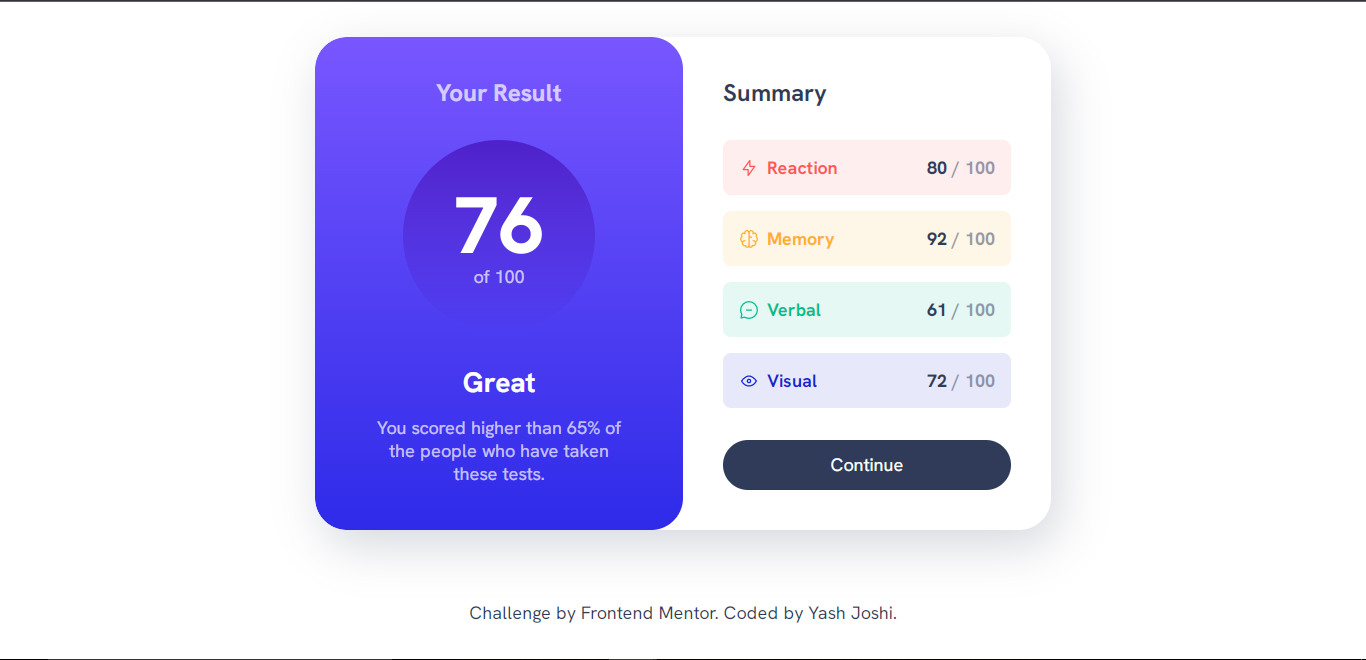 Your Result
76
of 100
Great
You scored higher than 65% of
the people who have taken
these tests.
Summary
Reaction 80 / 100
Memory 92 / 100
Verbal 61 / 100
Visual 72 / 100
Continue
Challenge by Frontend Mentor. Coded by Yash Joshi.